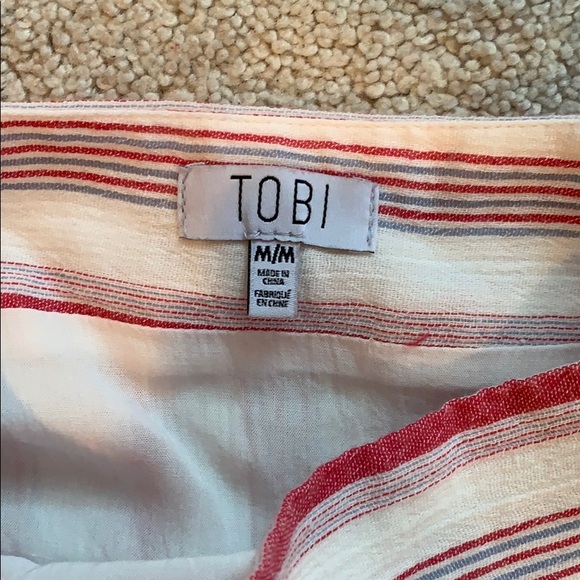 TOBI
M/M
MADE IN
CHINA
FABRIQUÉ
EN CHINE